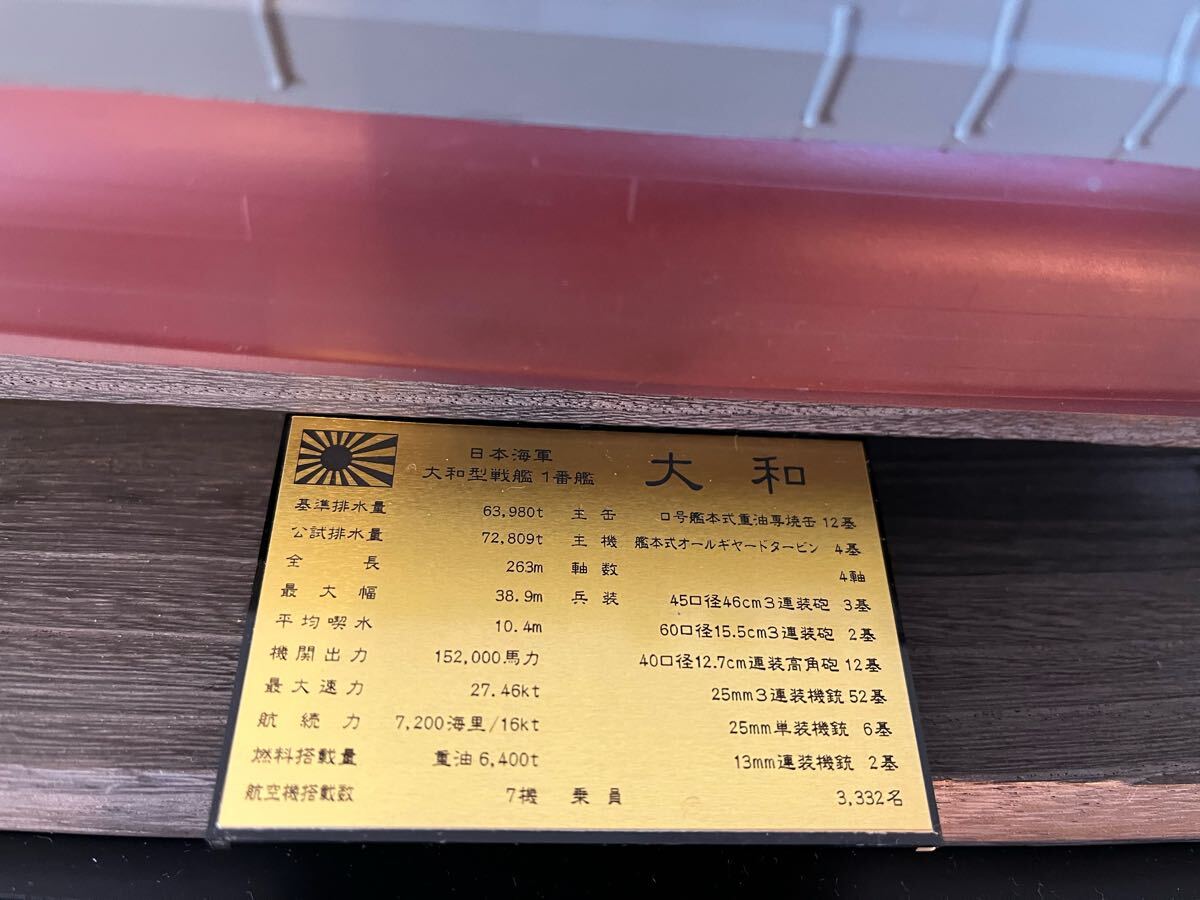 日本海軍
大和型戦艦 1番艦 大和
基準排水量 63,980t 主缶 ロ号艦本式重油専焼缶 12基
公試排水量 72,809t 主機 艦本式オールギヤードタービン 4基
全長 263m 軸数 4軸
最大幅 38.9m 兵装 45口径46cm3連装砲 3基
平均喫水 10.4m 60口径15.5cm3連装砲 2基
機関出力 152,000馬力 40口径12.7cm連装高角砲 12基
最大速力 27.46kt 25mm3連装機銃 52基
航続力 7,200海里/16kt 25mm単装機銃 6基
燃料搭載量 重油 6,400t 13mm連装機銃 2基
航空機搭載数 7機 乗員 3,332名